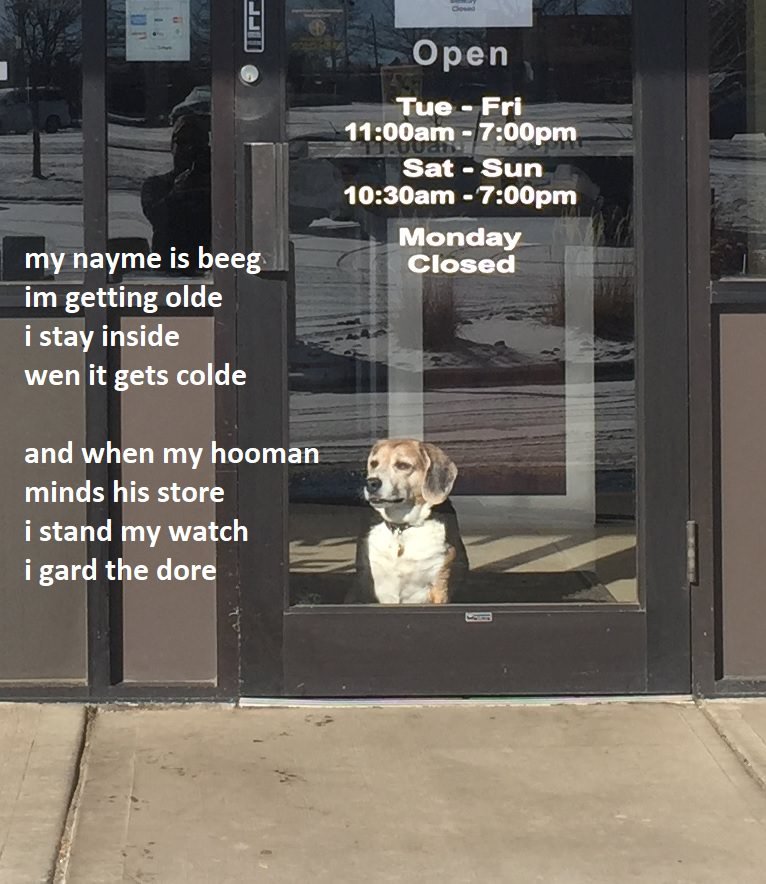 Closed
PULL
Open
Tue - Fri
11:00am - 7:00pm
Sat - Sun
10:30am - 7:00pm
Monday
Closed
my nayme is beeg
im getting olde
i stay inside
wen it gets colde
and when my hooman
minds his store
i stand my watch
i gard the dore